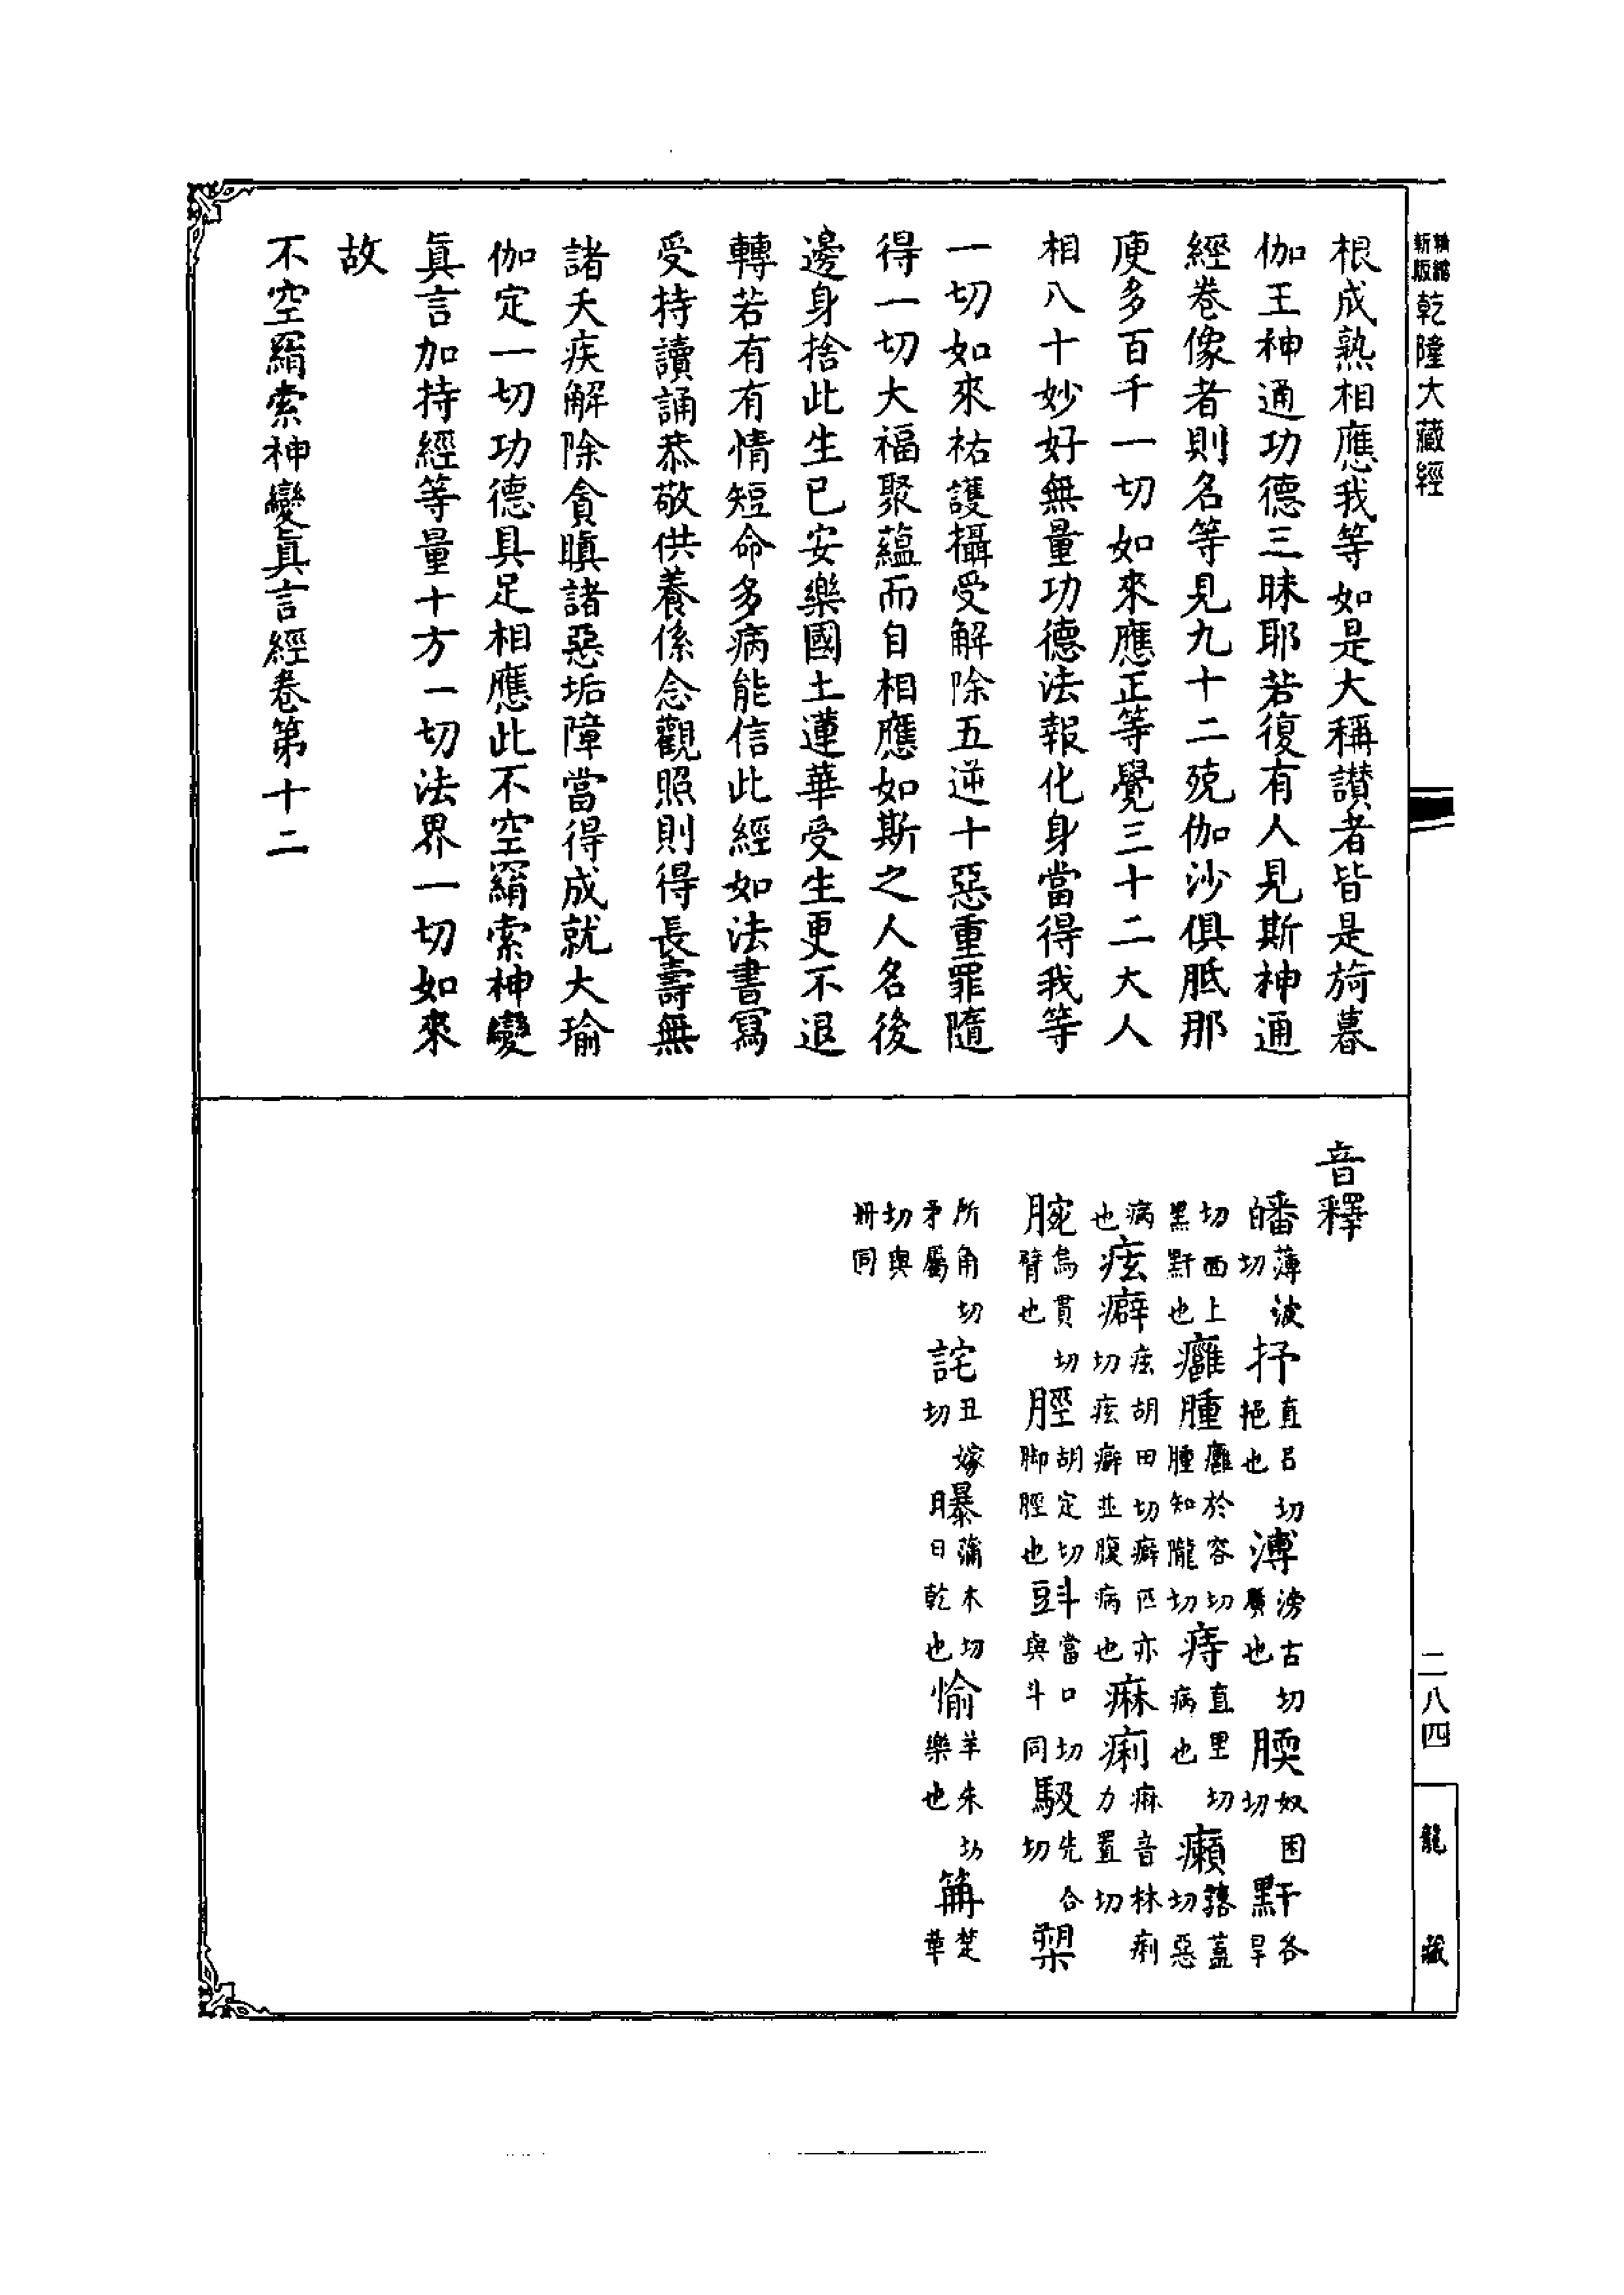 新版精縮乾隆大藏經
根成熟相應我等如是大稱讚者皆是旖暮
伽王神通功德三昧耶若復有人見斯神通
經卷像者則名等見九十二殑伽沙俱胝那
庾多百千一切如來應正等覺三十二大人
相八十妙好無量功德法報化身當得我等
一切如來祐護攝受解除五逆十惡重罪隨
得一切大福聚蘊而自相應如斯之人名後
邊身捨此生已安樂國土蓮華受生更不退
轉若有有情短命多病能信此經如法書寫
受持讀誦恭敬供養係念觀照則得長壽無
諸夭疾解除貪瞋諸惡垢障當得成就大瑜
伽定一切功德具足相應此不空羂索神變
真言加持經等量十方一切法界一切如來
故
不空羂索神變真言經卷第十二
音釋
皤薄波切白抒直呂切挹也溥滂古切廣也腝奴困切䵟各旱
切面上黑䵟也癰腫癰於容切腫知隴切痔直里切病也癩落蓋切惡
病也痃癖痃胡田切癖匹亦切痃癖並腹病也痳痢痳音林痢力置切
腕烏貫切臂也脛胡定切脚脛也㪷當口切與斗同馺先合切槊
所角切矛屬詫丑嫁切曝蒲木切日乾也愉羊朱切樂也䇲楚革
切與冊同
二八四
龍藏